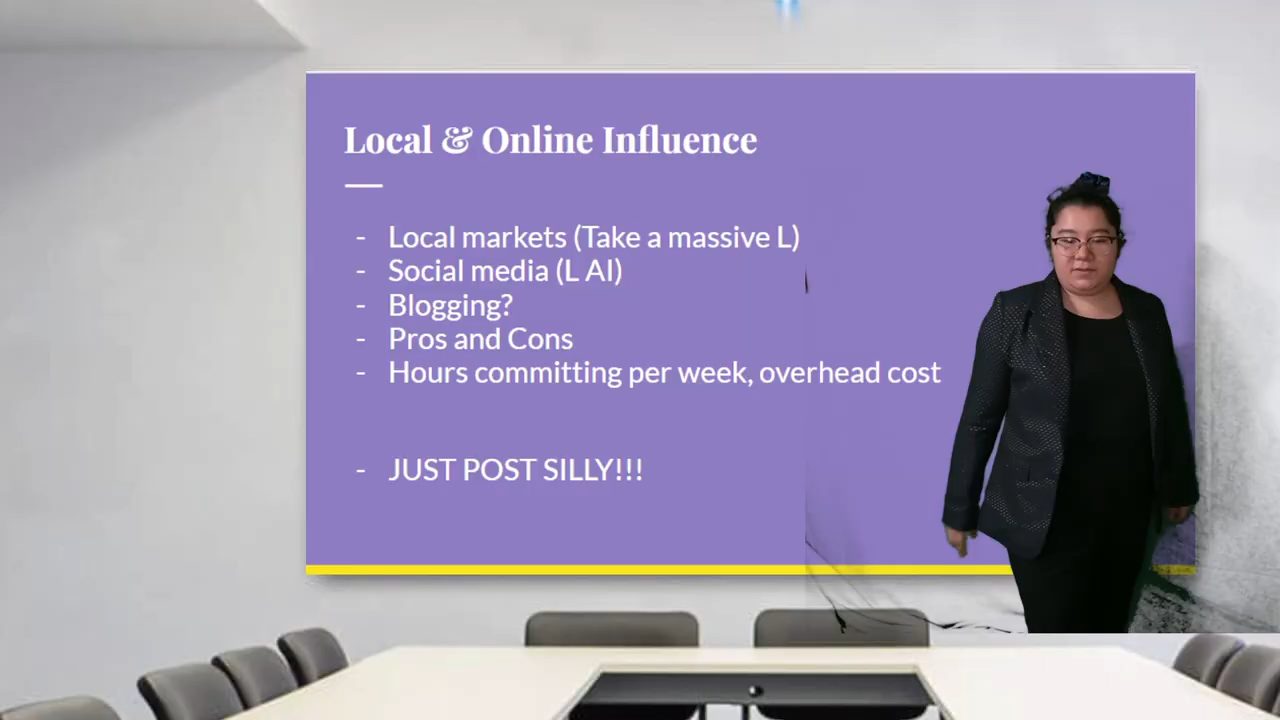 Local & Online Influence
- Local markets (Take a massive L)
- Social media (L AI)
- Blogging?
- Pros and Cons
- Hours committing per week, overhead cost
- JUST POST SILLY!!!